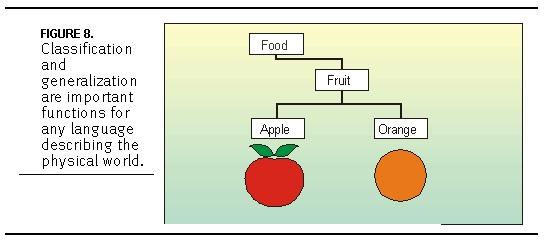 FIGURE 8.
Classification
and
generalization
are important
functions for
any language
describing the
physical world.
Food
Fruit
Apple
Orange